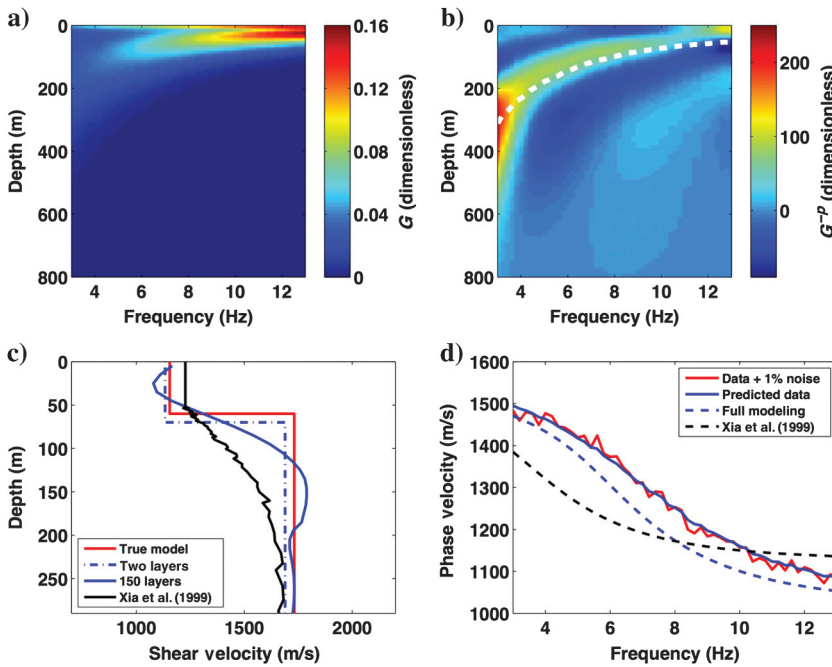 a)
0
200
400
600
800
Depth (m)
4 6 8 10 12
Frequency (Hz)
0.16
0.12
0.08
0.04
0
G (dimensionless)
b)
0
200
400
600
800
Depth (m)
4 6 8 10 12
Frequency (Hz)
200
100
0
G⁻ᵖ (dimensionless)
c)
0
50
100
150
200
250
Depth (m)
True model
Two layers
150 layers
Xia et al. (1999)
1000 1500 2000
Shear velocity (m/s)
d)
1600
1500
1400
1300
1200
1100
1000
Phase velocity (m/s)
Data + 1% noise
Predicted data
Full modeling
Xia et al. (1999)
4 6 8 10 12
Frequency (Hz)